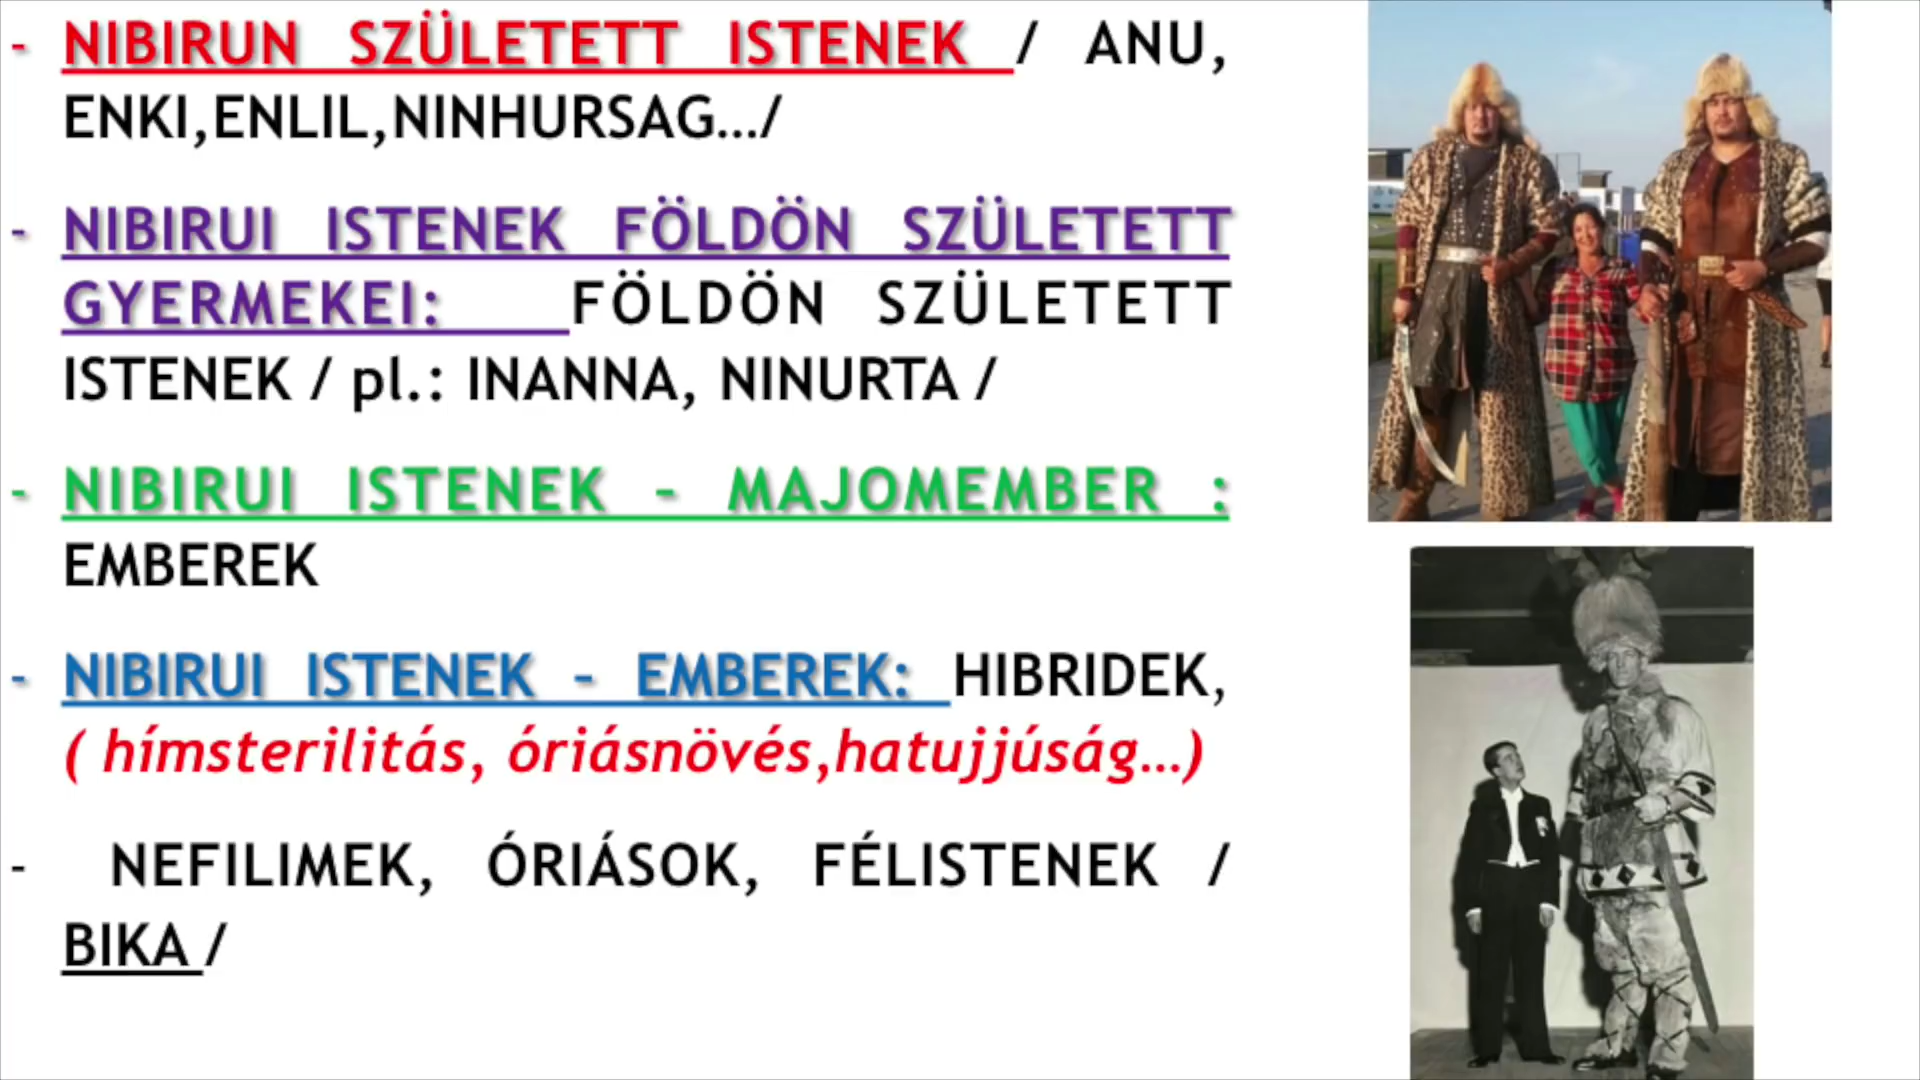 - NIBIRUN SZÜLETETT ISTENEK / ANU,
ENKI,ENLIL,NINHURSAG…/
- NIBIRUI ISTENEK FÖLDÖN SZÜLETETT
GYERMEKEI: FÖLDÖN SZÜLETETT
ISTENEK / pl.: INANNA, NINURTA /
- NIBIRUI ISTENEK – MAJOMEMBER :
EMBEREK
- NIBIRUI ISTENEK – EMBEREK: HIBRIDEK,
( hímsterilitás, óriásnövés,hatujjúság…)
- NEFILIMEK, ÓRIÁSOK, FÉLISTENEK /
BIKA /